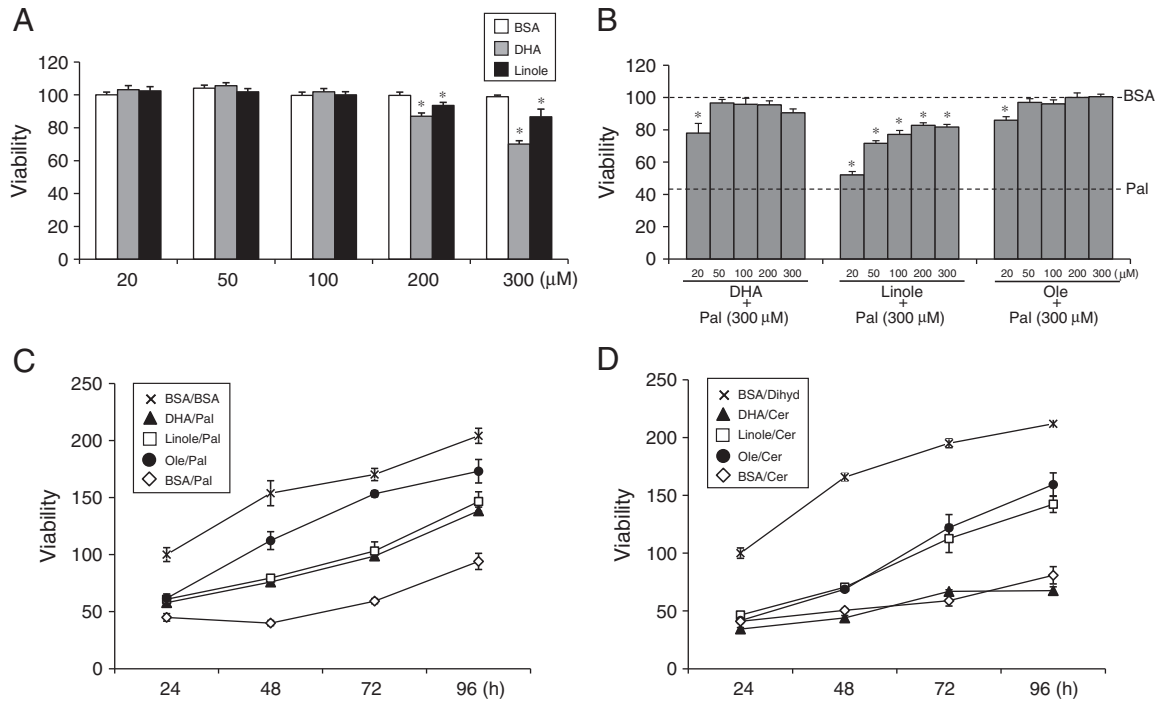 A
BSA
DHA
Linole
Viability
120
100
80
60
40
20
0
* * * *
20 50 100 200 300 (μM)
B
Viability
120
100
80
60
40
20
0
BSA
Pal
* * * * * * *
20 50 100 200 300 20 50 100 200 300 20 50 100 200 300 (μM)
DHA Linole Ole
+ + +
Pal (300 μM) Pal (300 μM) Pal (300 μM)
C
BSA/BSA
DHA/Pal
Linole/Pal
Ole/Pal
BSA/Pal
Viability
250
200
150
100
50
0
24 48 72 96 (h)
D
BSA/Dihyd
DHA/Cer
Linole/Cer
Ole/Cer
BSA/Cer
Viability
250
200
150
100
50
0
24 48 72 96 (h)